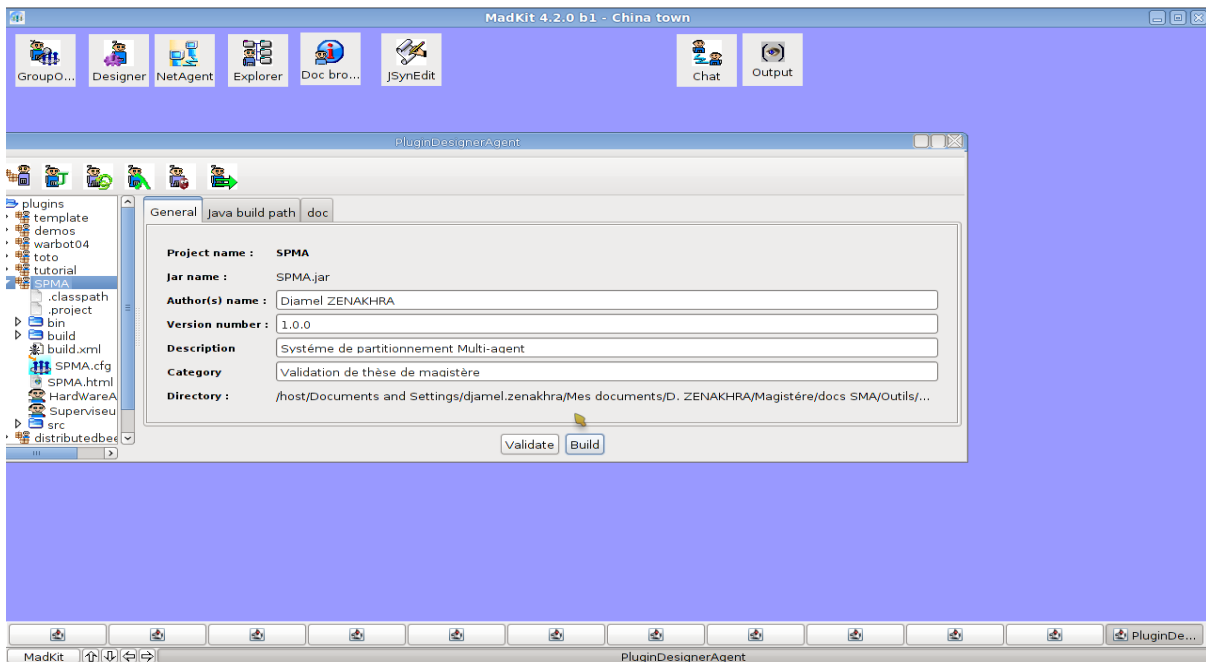 MadKit 4.2.0 b1 - China town
GroupO... Designer NetAgent Explorer Doc bro... JSynEdit Chat Output
PluginDesignerAgent
plugins
template
demos
warbot04
toto
tutorial
SPMA
.classpath
.project
bin
build
build.xml
SPMA.cfg
SPMA.html
HardWareA
Superviseu
src
distributedbee
General Java build path doc
Project name : SPMA
Jar name : SPMA.jar
Author(s) name : Djamel ZENAKHRA
Version number : 1.0.0
Description Systéme de partitionnement Multi-agent
Category Validation de thèse de magistère
Directory : /host/Documents and Settings/djamel.zenakhra/Mes documents/D. ZENAKHRA/Magistére/docs SMA/Outils/...
Validate Build
PluginDe...
MadKit PluginDesignerAgent